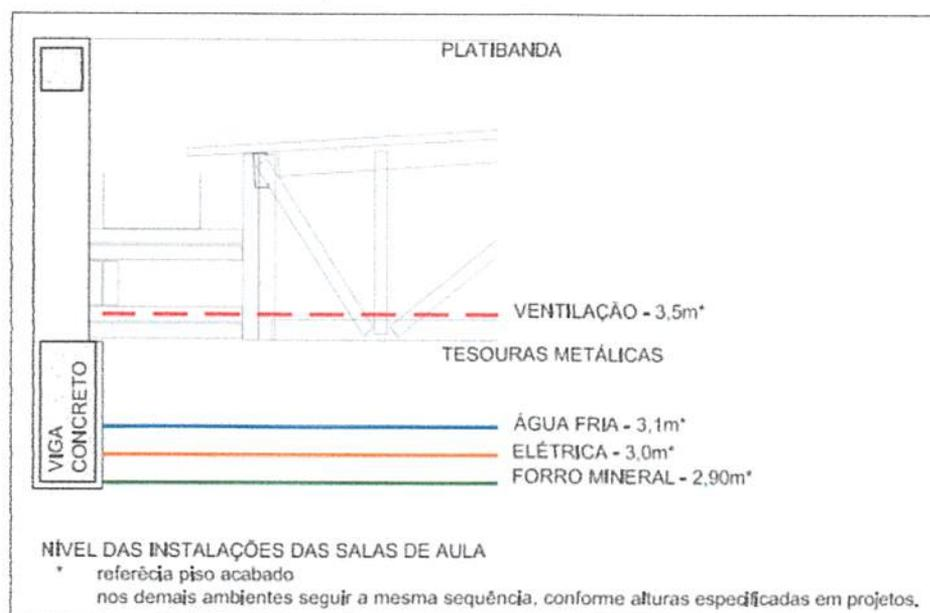 PLATIBANDA
VENTILAÇÃO - 3,5m*
TESOURAS METÁLICAS
VIGA
CONCRETO
ÁGUA FRIA - 3,1m*
ELÉTRICA - 3,0m*
FORRO MINERAL - 2,90m*
NÍVEL DAS INSTALAÇÕES DAS SALAS DE AULA
* referêcia piso acabado
nos demais ambientes seguir a mesma sequência, conforme alturas especificadas em projetos.